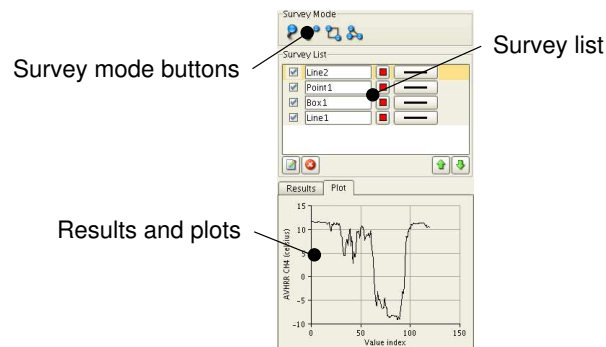 Survey Mode
Survey mode buttons
Survey List
Survey list
Line2
Point1
Box1
Line1
Results Plot
Results and plots
AVHRR CH4 (celsius)
15
10
5
0
-5
-10
0 50 100 150
Value index